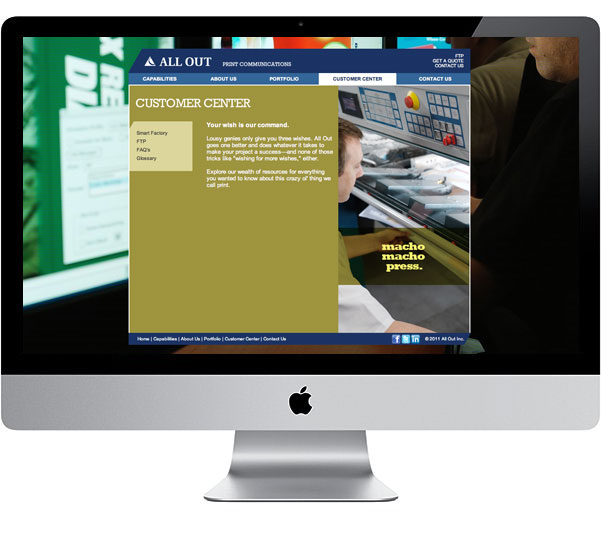 ALL OUT PRINT COMMUNICATIONS
FTP
GET A QUOTE
CONTACT US
CAPABILITIES ABOUT US PORTFOLIO CUSTOMER CENTER CONTACT US
CUSTOMER CENTER
Smart Factory
FTP
FAQ's
Glossary
Your wish is our command.
Lousy genies only give you three wishes. All Out
goes one better and does whatever it takes to
make your project a success—and none of those
tricks like "wishing for more wishes," either.
Explore our wealth of resources for everything
you wanted to know about this crazy ol' thing we
call print.
macho
macho
press.
Home | Capabilities | About Us | Portfolio | Customer Center | Contact Us
© 2011 All Out Inc.